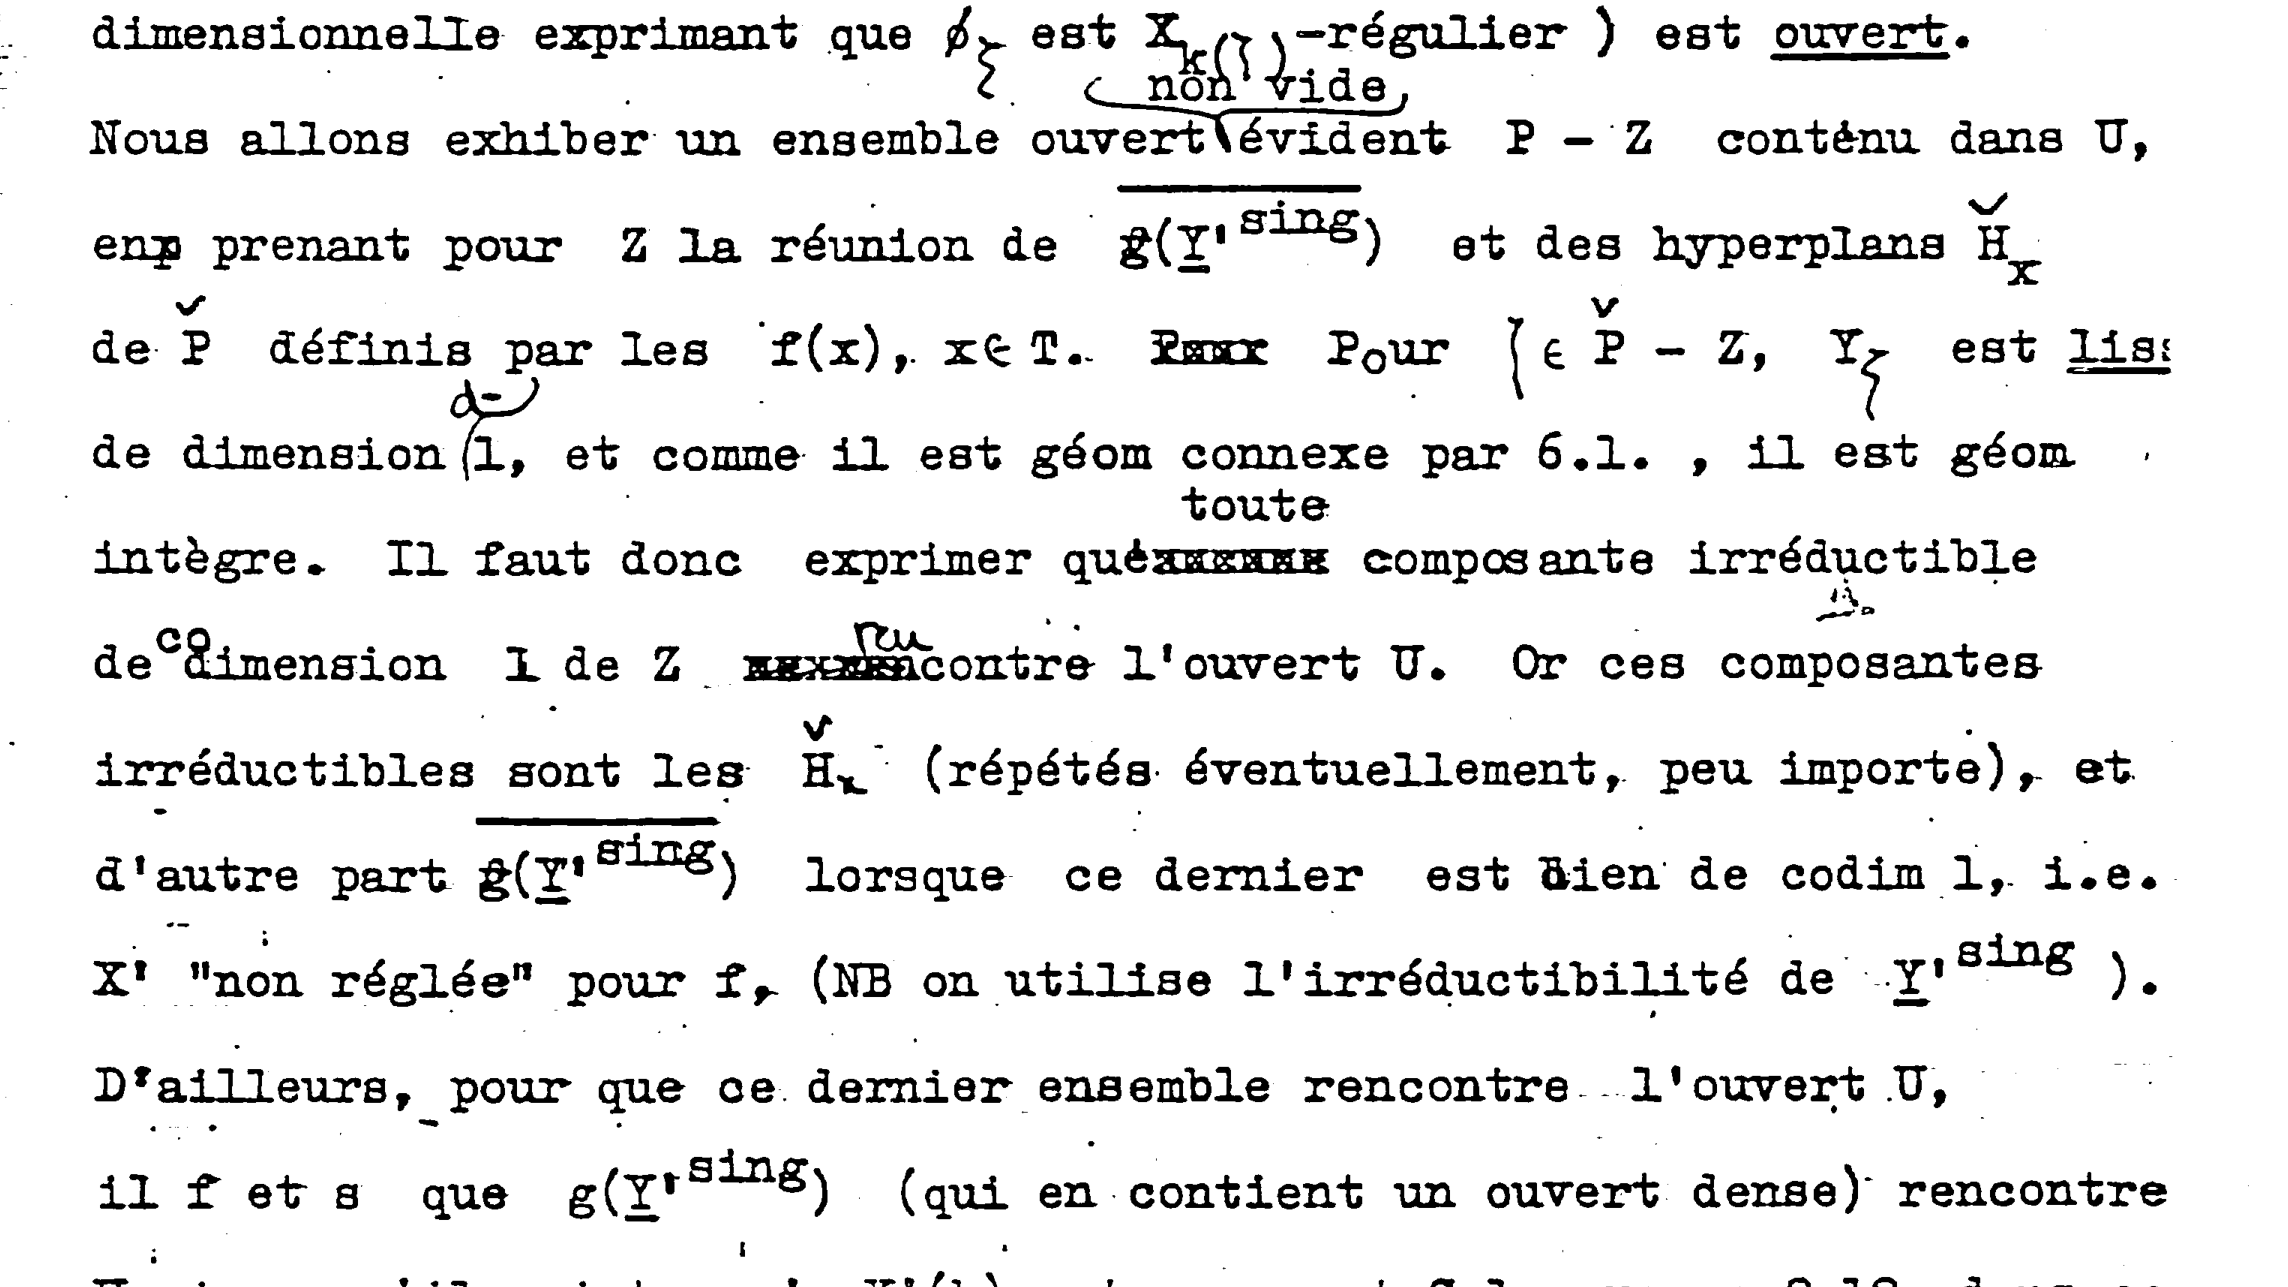 dimensionnelle exprimant que ϕ_ξ est X_k(ξ)-régulier ) est ouvert.
non vide
Nous allons exhiber un ensemble ouvert évident P - Z contenu dans U,
en prenant pour Z la réunion de g(Y'^sing) et des hyperplans Ȟ_x
de P̌ définis par les f(x), x∈T. Pour ξ ∈ P̌ - Z, Y_ξ est lis
d-
de dimension 1, et comme il est géom connexe par 6.1. , il est géom
toute
intègre. Il faut donc exprimer que composante irréductible
de codimension 1 de Z rencontre l'ouvert U. Or ces composantes
irréductibles sont les Ȟ_x (répétés éventuellement, peu importe), et
d'autre part g(Y'^sing) lorsque ce dernier est bien de codim 1, i.e.
X' "non réglée" pour f, (NB on utilise l'irréductibilité de Y'^sing ).
D'ailleurs, pour que ce dernier ensemble rencontre l'ouvert U,
il f et s que g(Y'^sing) (qui en contient un ouvert dense) rencontre